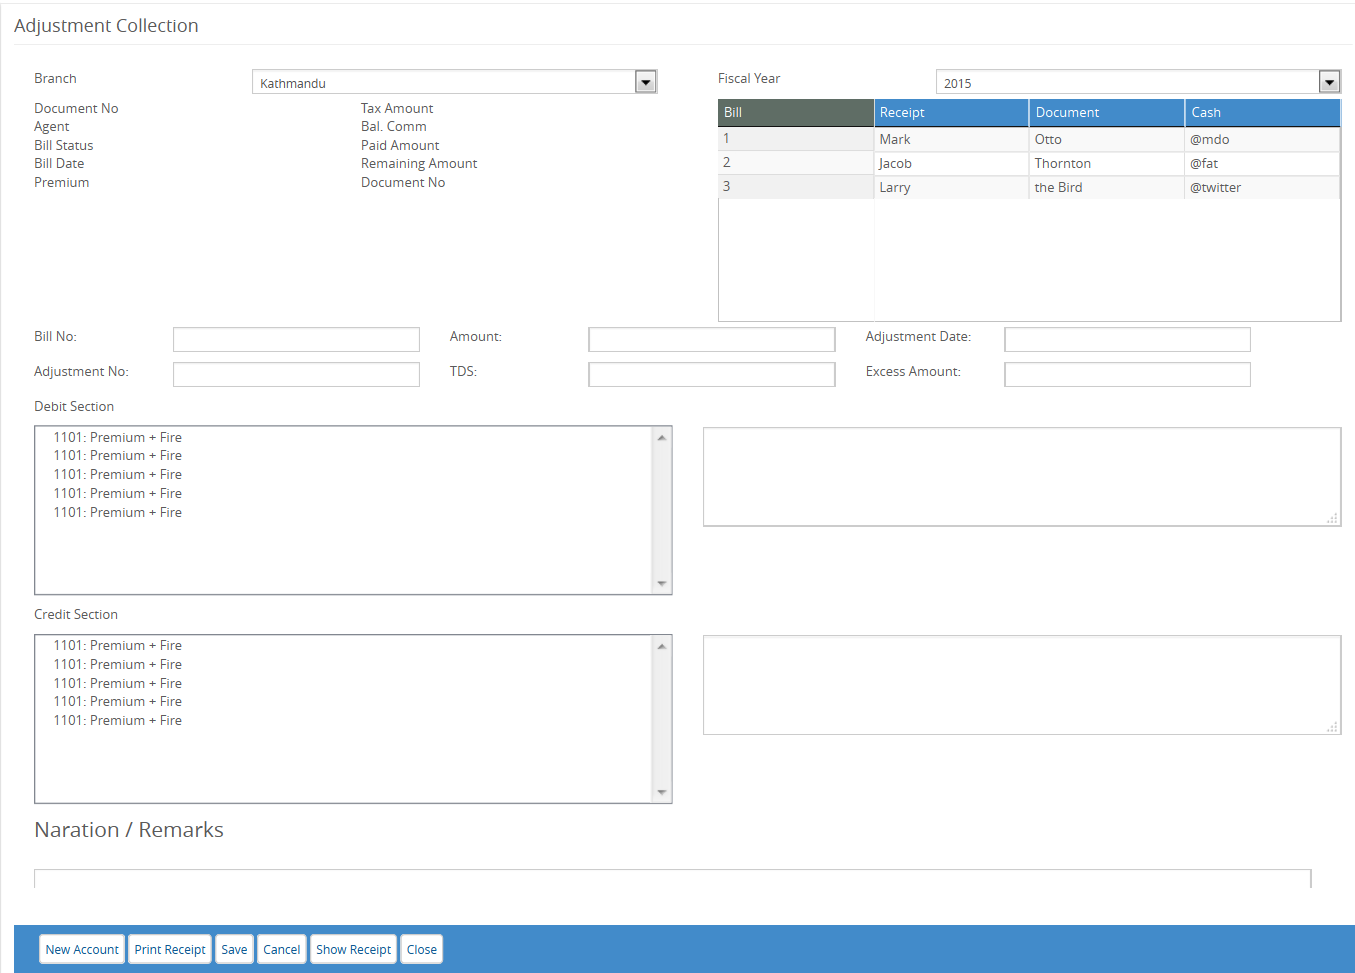 Adjustment Collection
Branch Kathmandu Fiscal Year 2015
Document No Tax Amount
Agent Bal. Comm
Bill Status Paid Amount
Bill Date Remaining Amount
Premium Document No
Bill Receipt Document Cash
1 Mark Otto @mdo
2 Jacob Thornton @fat
3 Larry the Bird @twitter
Bill No: Amount: Adjustment Date:
Adjustment No: TDS: Excess Amount:
Debit Section
1101: Premium + Fire
1101: Premium + Fire
1101: Premium + Fire
1101: Premium + Fire
1101: Premium + Fire
Credit Section
1101: Premium + Fire
1101: Premium + Fire
1101: Premium + Fire
1101: Premium + Fire
1101: Premium + Fire
Naration / Remarks
New Account Print Receipt Save Cancel Show Receipt Close